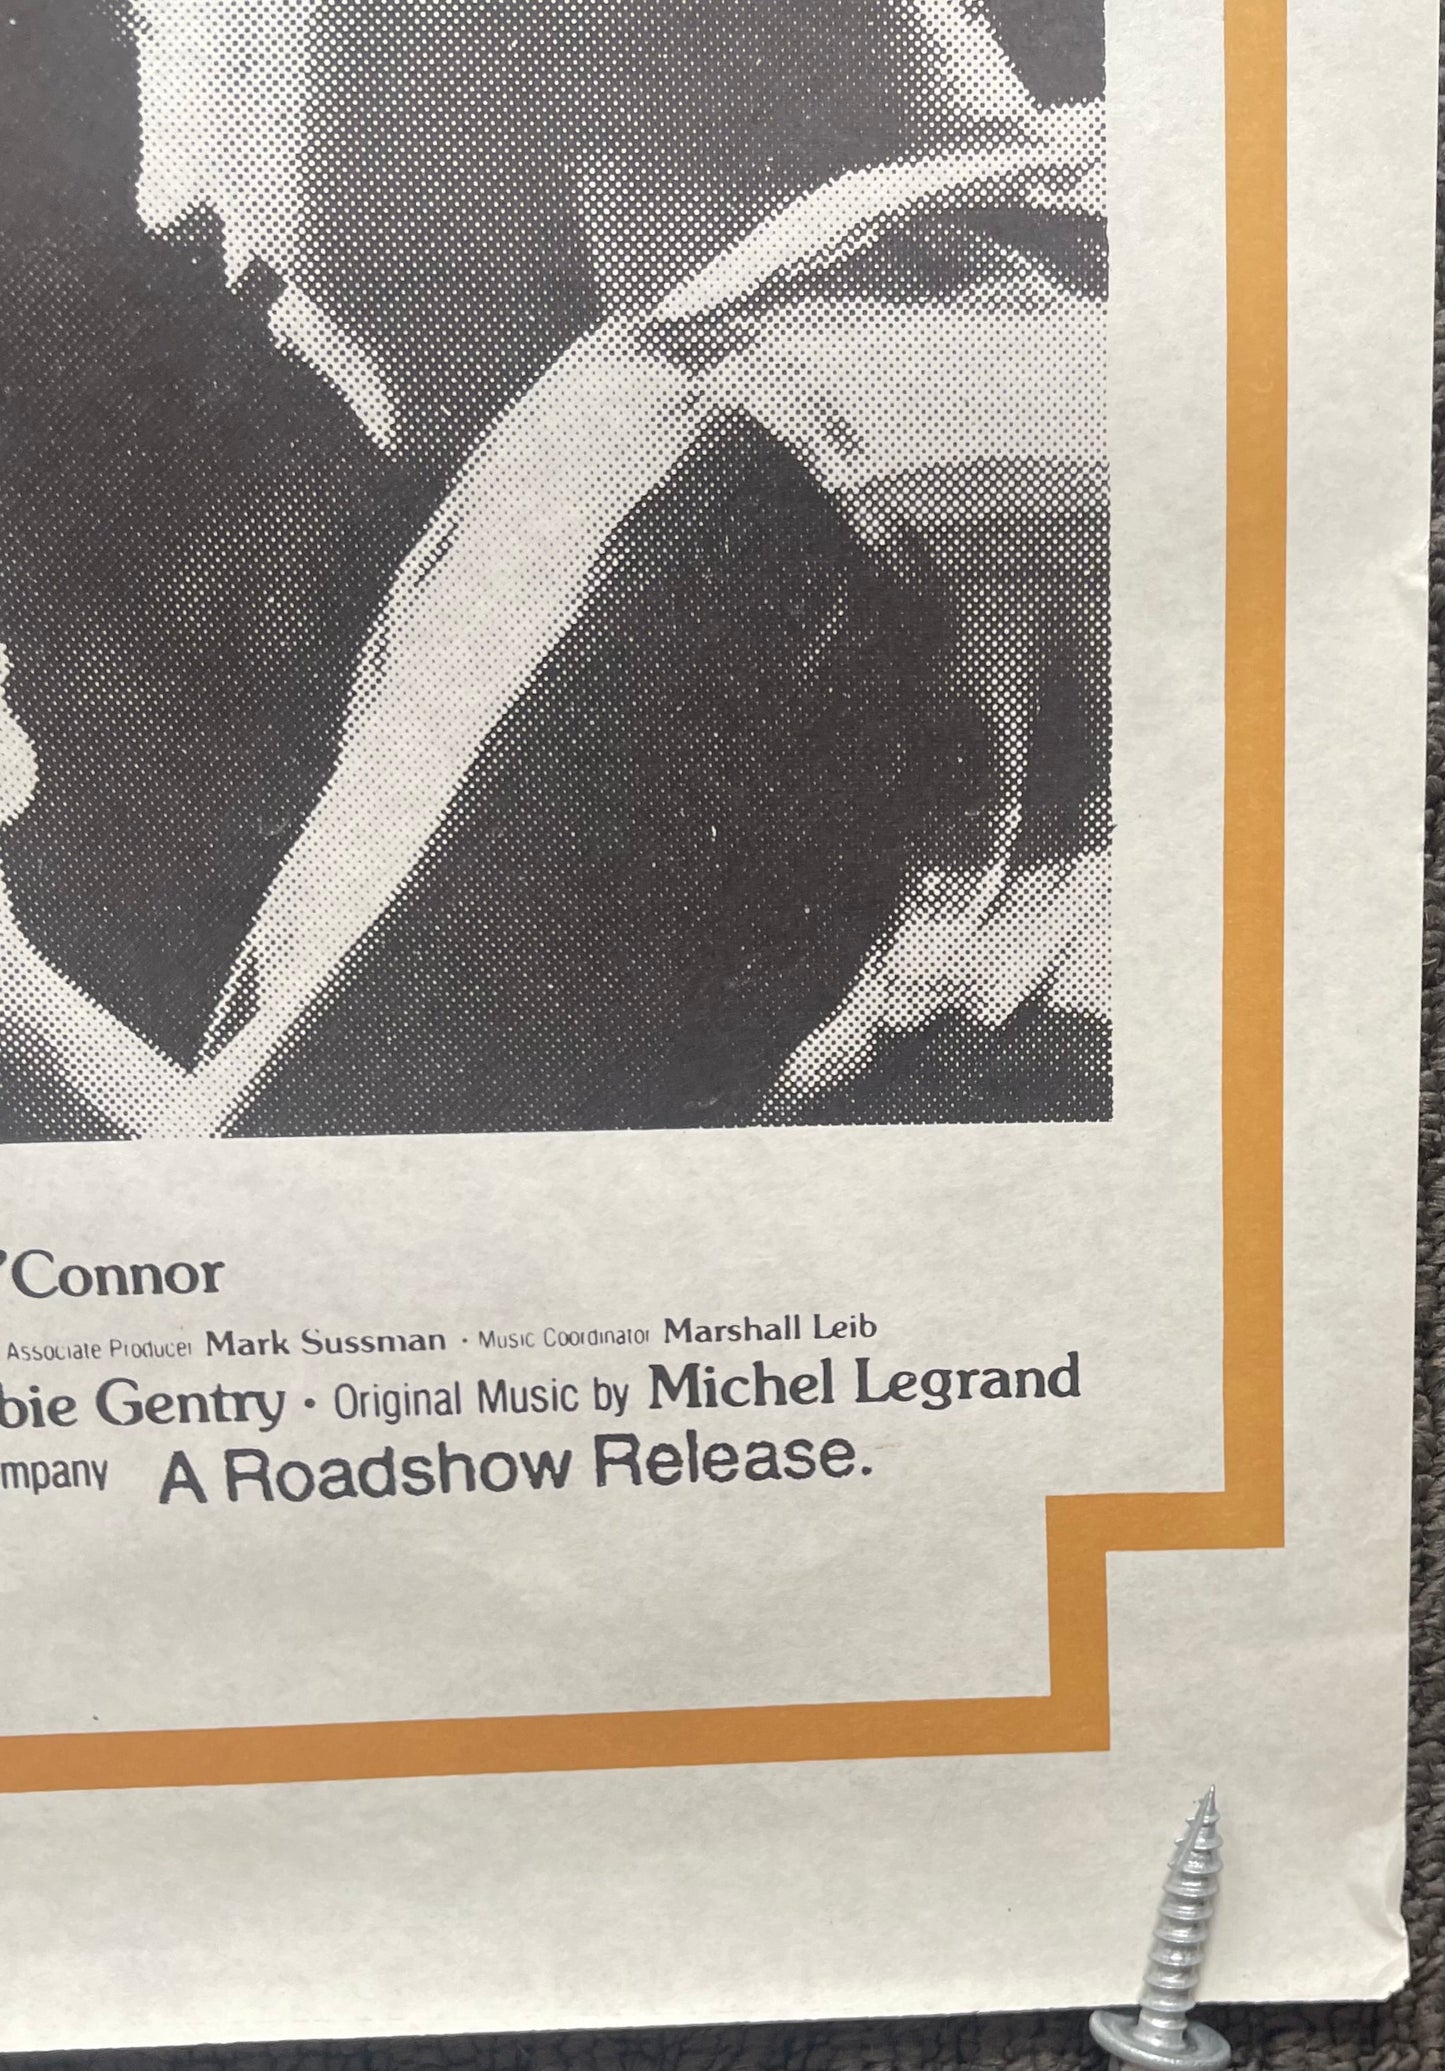 'Connor
Associate Producer Mark Sussman · Music Coordinator Marshall Leib
bie Gentry · Original Music by Michel Legrand
mpany A Roadshow Release.